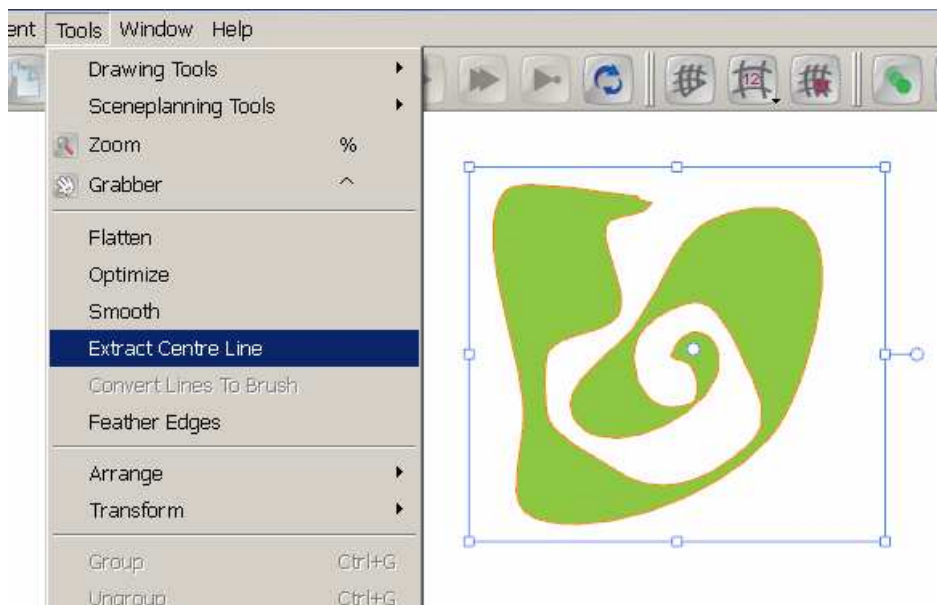 ent Tools Window Help
Drawing Tools
Sceneplanning Tools
Zoom %
Grabber ^
Flatten
Optimize
Smooth
Extract Centre Line
Convert Lines To Brush
Feather Edges
Arrange
Transform
Group Ctrl+G
Ungroup Ctrl+G
12